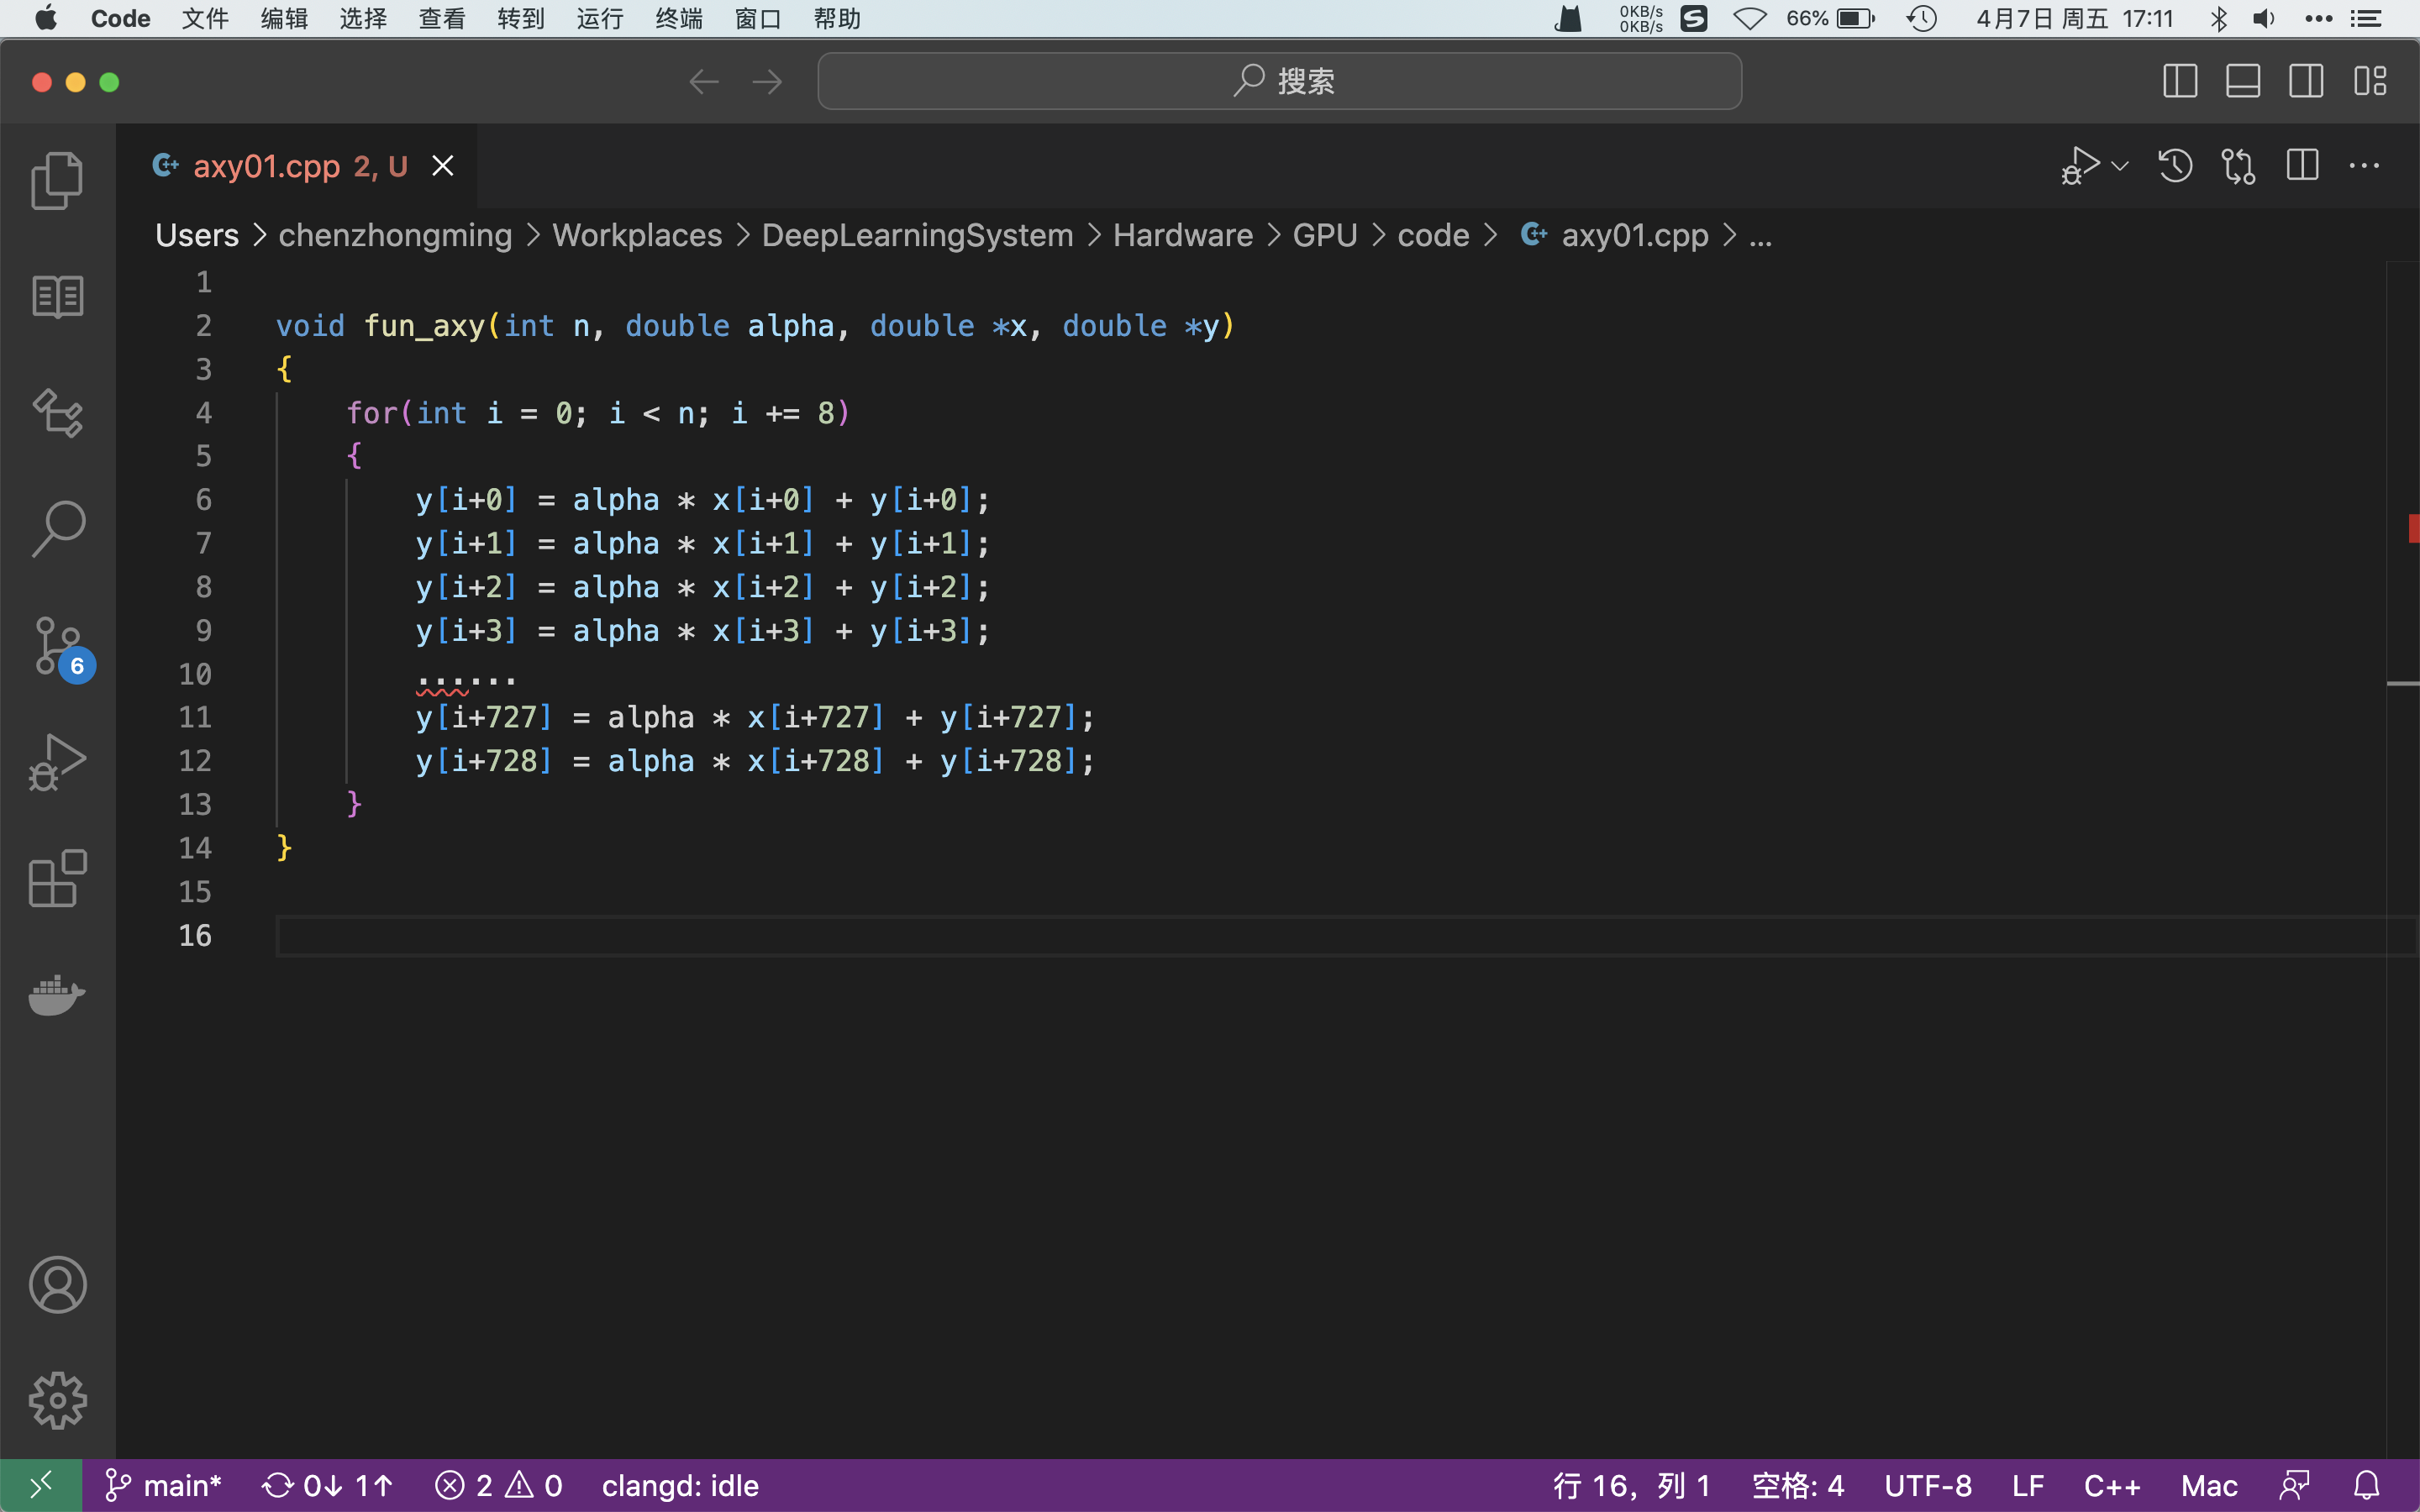 Code 文件 编辑 选择 查看 转到 运行 终端 窗口 帮助 0KB/s 0KB/s 66% 4月7日 周五 17:11
搜索
axy01.cpp 2, U
Users > chenzhongming > Workplaces > DeepLearningSystem > Hardware > GPU > code > axy01.cpp > ...
1
2 void fun_axy(int n, double alpha, double *x, double *y)
3 {
4 for(int i = 0; i < n; i += 8)
5 {
6 y[i+0] = alpha * x[i+0] + y[i+0];
7 y[i+1] = alpha * x[i+1] + y[i+1];
8 y[i+2] = alpha * x[i+2] + y[i+2];
9 y[i+3] = alpha * x[i+3] + y[i+3];
10 ......
11 y[i+727] = alpha * x[i+727] + y[i+727];
12 y[i+728] = alpha * x[i+728] + y[i+728];
13 }
14 }
15
16
6
main* 0↓ 1↑ 2 0 clangd: idle 行 16，列 1 空格: 4 UTF-8 LF C++ Mac